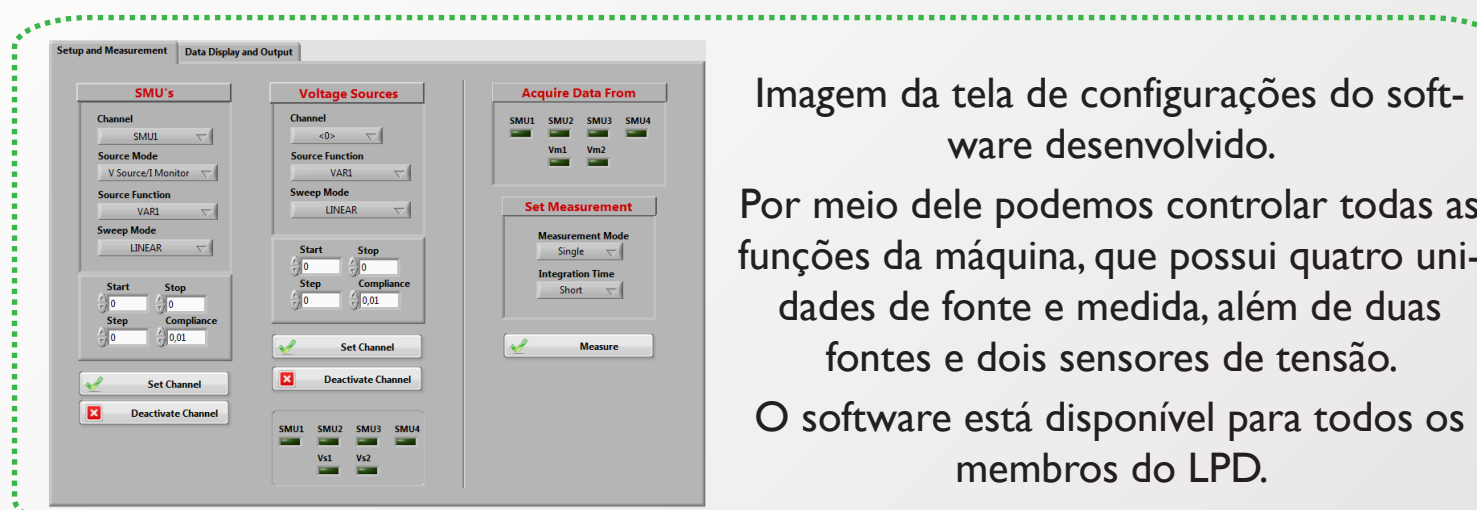 Setup and Measurement
Data Display and Output
SMU's
Channel
SMU1
Source Mode
V Source/I Monitor
Source Function
VAR1
Sweep Mode
LINEAR
Start Stop
0 0
Step Compliance
0 0,01
Set Channel
Deactivate Channel
Voltage Sources
Channel
<0>
Source Function
VAR1
Sweep Mode
LINEAR
Start Stop
0 0
Step Compliance
0 0,01
Set Channel
Deactivate Channel
SMU1 SMU2 SMU3 SMU4
Vs1 Vs2
Acquire Data From
SMU1 SMU2 SMU3 SMU4
Vm1 Vm2
Set Measurement
Measurement Mode
Single
Integration Time
Short
Measure
Imagem da tela de configurações do soft-
ware desenvolvido.
Por meio dele podemos controlar todas as
funções da máquina, que possui quatro uni-
dades de fonte e medida, além de duas
fontes e dois sensores de tensão.
O software está disponível para todos os
membros do LPD.